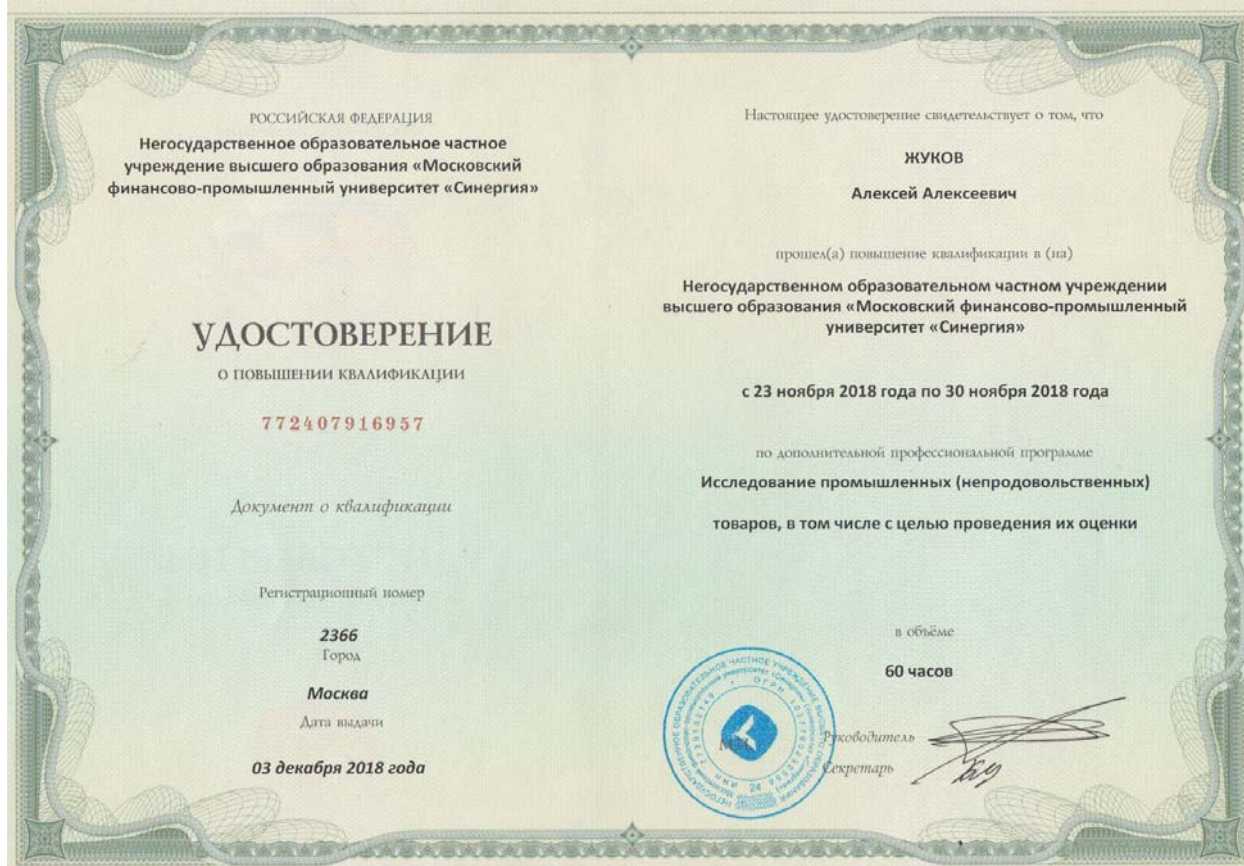 РОССИЙСКАЯ ФЕДЕРАЦИЯ
Негосударственное образовательное частное
учреждение высшего образования «Московский
финансово-промышленный университет «Синергия»
УДОСТОВЕРЕНИЕ
О ПОВЫШЕНИИ КВАЛИФИКАЦИИ
772407916957
Документ о квалификации
Регистрационный номер
2366
Город
Москва
Дата выдачи
03 декабря 2018 года
Настоящее удостоверение свидетельствует о том, что
ЖУКОВ
Алексей Алексеевич
прошел(а) повышение квалификации в (на)
Негосударственном образовательном частном учреждении
высшего образования «Московский финансово-промышленный
университет «Синергия»
с 23 ноября 2018 года по 30 ноября 2018 года
по дополнительной профессиональной программе
Исследование промышленных (непродовольственных)
товаров, в том числе с целью проведения их оценки
в объёме
60 часов
М.П.
Руководитель
Секретарь